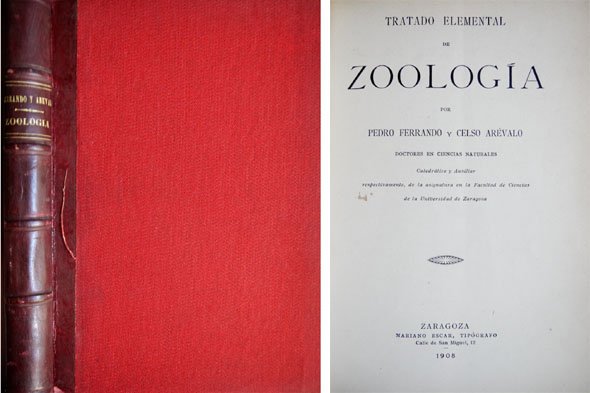 FERRANDO Y ARÉVALO
ZOOLOGIA
TRATADO ELEMENTAL
DE
ZOOLOGÍA
POR
PEDRO FERRANDO Y CELSO ARÉVALO
DOCTORES EN CIENCIAS NATURALES
Catedrático y Auxiliar
respectivamente, de la asignatura en la Facultad de Ciencias
de la Universidad de Zaragoza
ZARAGOZA
MARIANO ESCAR, TIPÓGRAFO
Calle de San Miguel, 12
1908